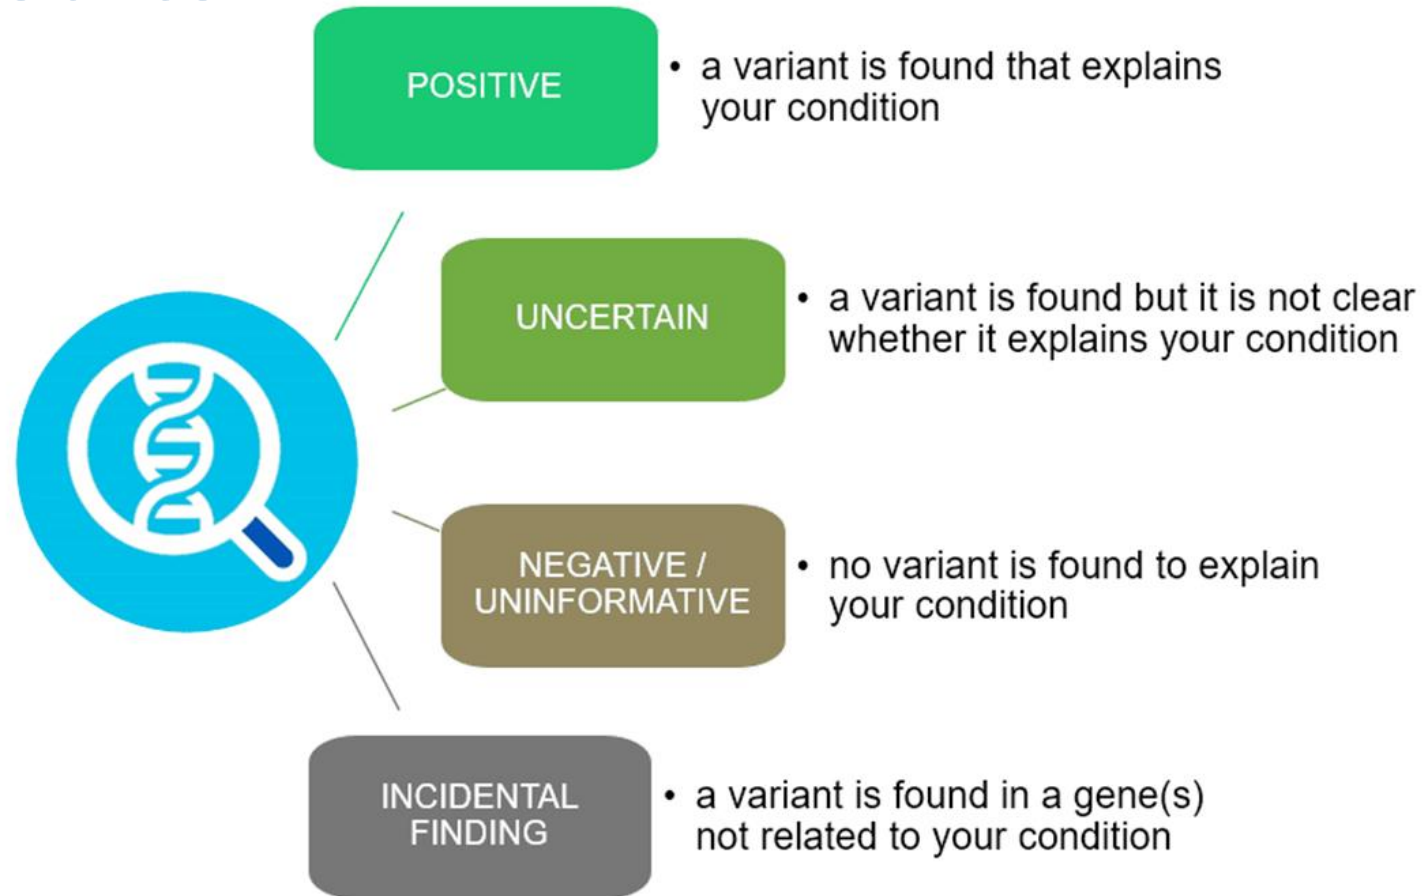 POSITIVE
• a variant is found that explains
your condition
UNCERTAIN
• a variant is found but it is not clear
whether it explains your condition
NEGATIVE /
UNINFORMATIVE
• no variant is found to explain
your condition
INCIDENTAL
FINDING
• a variant is found in a gene(s)
not related to your condition